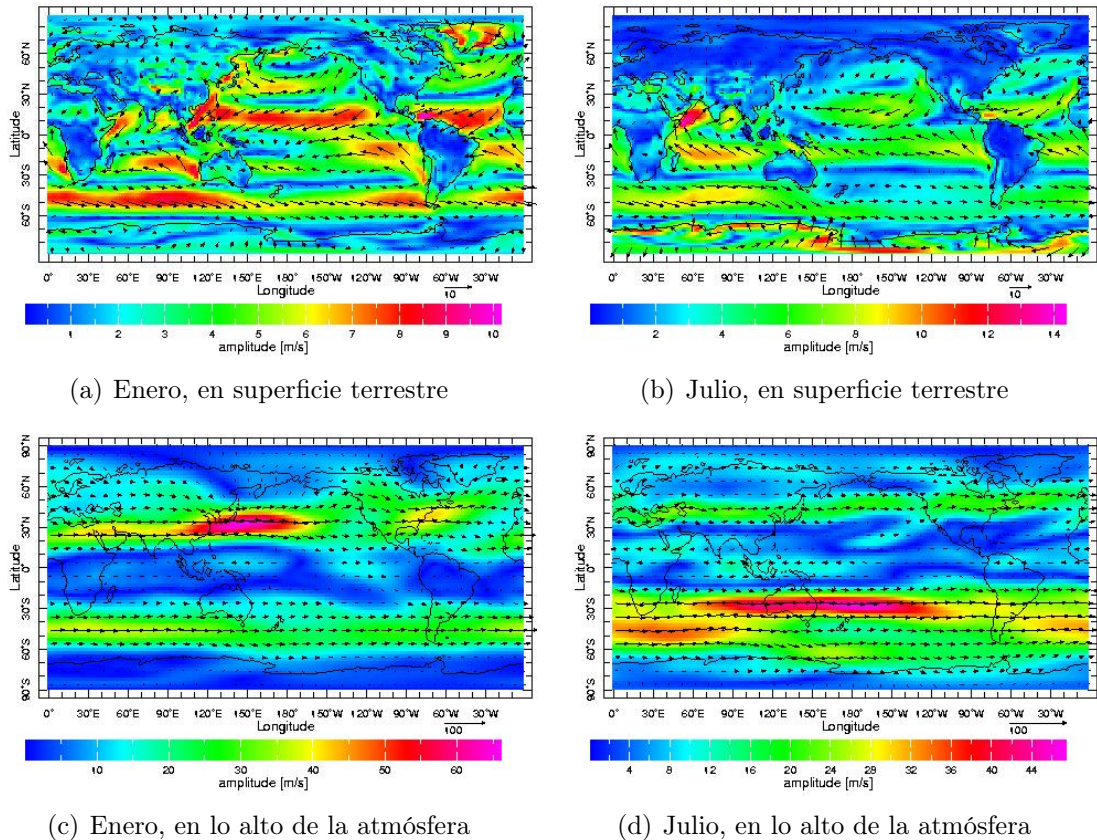 60°N
30°N
Latitude
0°
30°S
60°S
0° 30°E 60°E 90°E 120°E 150°E 180° 150°W 120°W 90°W 60°W 30°W
Longitude
10
1 2 3 4 5 6 7 8 9 10
amplitude [m/s]
(a) Enero, en superficie terrestre
60°N
30°N
Latitude
0°
30°S
60°S
0° 30°E 60°E 90°E 120°E 150°E 180° 150°W 120°W 90°W 60°W 30°W
Longitude
10
2 4 6 8 10 12 14
amplitude [m/s]
(b) Julio, en superficie terrestre
90°N
60°N
30°N
Latitude
0°
30°S
60°S
90°S
0° 30°E 60°E 90°E 120°E 150°E 180° 150°W 120°W 90°W 60°W 30°W
Longitude
100
10 20 30 40 50 60
amplitude [m/s]
(c) Enero, en lo alto de la atmósfera
90°N
60°N
30°N
Latitude
0°
30°S
60°S
90°S
0° 30°E 60°E 90°E 120°E 150°E 180° 150°W 120°W 90°W 60°W 30°W
Longitude
100
4 8 12 16 20 24 28 32 36 40 44
amplitude [m/s]
(d) Julio, en lo alto de la atmósfera